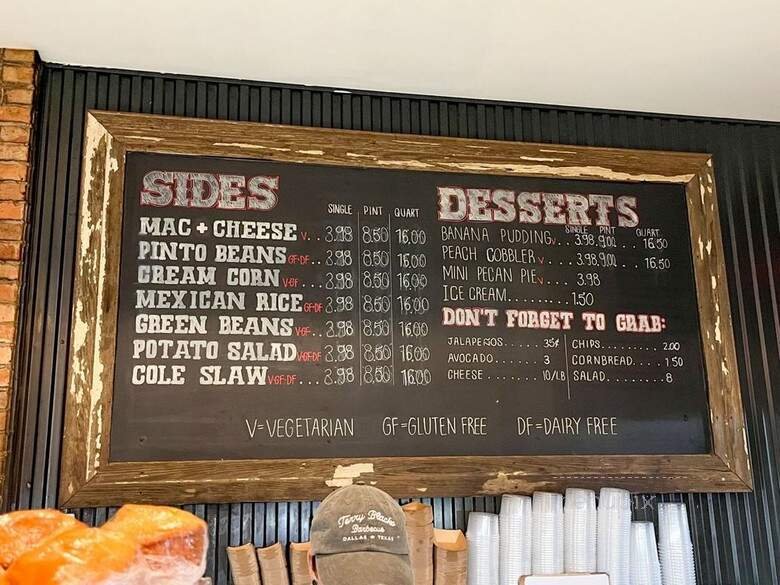 SIDES
SINGLE PINT QUART
MAC + CHEESE V... 3.98 8.50 16.00
PINTO BEANS GF·DF... 3.98 8.50 16.00
CREAM CORN V·GF... 3.98 8.50 16.00
MEXICAN RICE GF·DF 3.98 8.50 16.00
GREEN BEANS V·GF... 3.98 8.50 16.00
POTATO SALAD V·GF·DF 3.98 8.50 16.00
COLE SLAW V·GF·DF... 3.98 8.50 16.00
DESSERTS
SINGLE PINT QUART
BANANA PUDDING V... 3.98 9.00... 16.50
PEACH COBBLER V... 3.98 9.00... 16.50
MINI PECAN PIE V.... 3.98
ICE CREAM........ 1.50
DON'T FORGET TO GRAB:
JALAPEÑOS...... 35¢
AVOCADO........ 3
CHEESE......... 10/LB
CHIPS.......... 2.00
CORNBREAD.... 1.50
SALAD.......... 8
V=VEGETARIAN GF=GLUTEN FREE DF=DAIRY FREE
Terry Black's
Barbecue
DALLAS ★ TEXAS